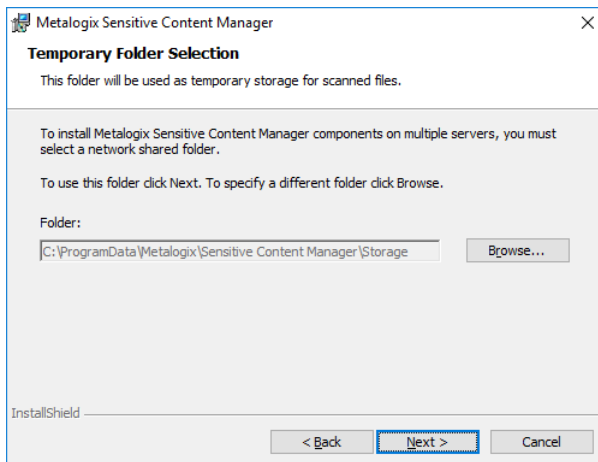 Metalogix Sensitive Content Manager
Temporary Folder Selection
This folder will be used as temporary storage for scanned files.
To install Metalogix Sensitive Content Manager components on multiple servers, you must
select a network shared folder.
To use this folder click Next. To specify a different folder click Browse.
Folder:
C:\ProgramData\Metalogix\Sensitive Content Manager\Storage
Browse...
InstallShield
< Back
Next >
Cancel